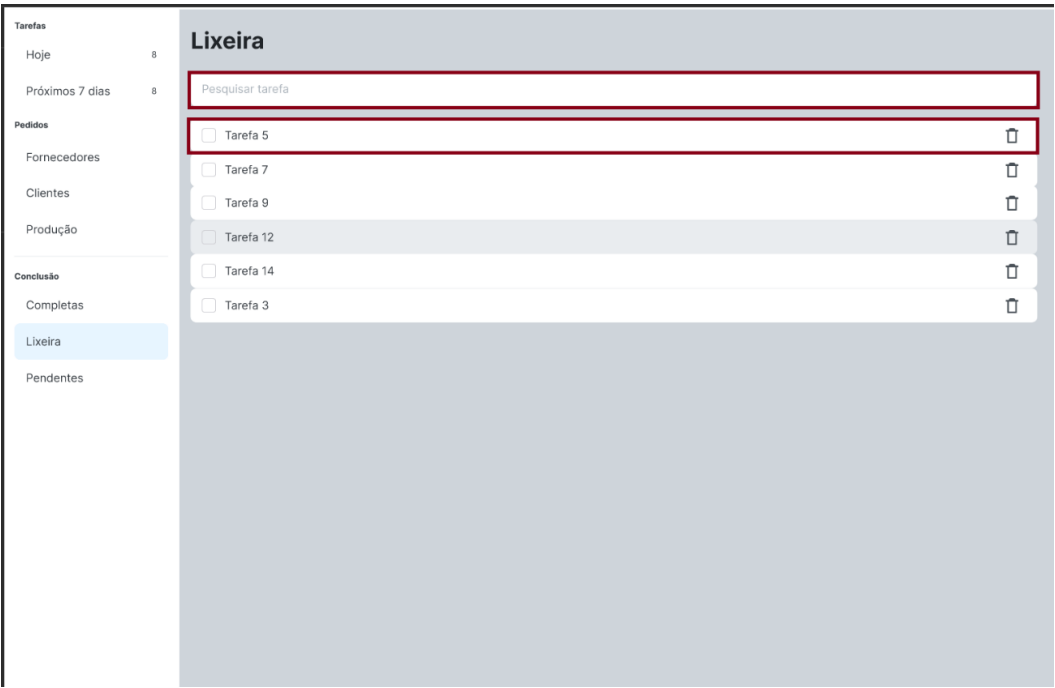 Tarefas
Hoje 8
Próximos 7 dias 8
Pedidos
Fornecedores
Clientes
Produção
Conclusão
Completas
Lixeira
Pendentes
Lixeira
Pesquisar tarefa
Tarefa 5
Tarefa 7
Tarefa 9
Tarefa 12
Tarefa 14
Tarefa 3